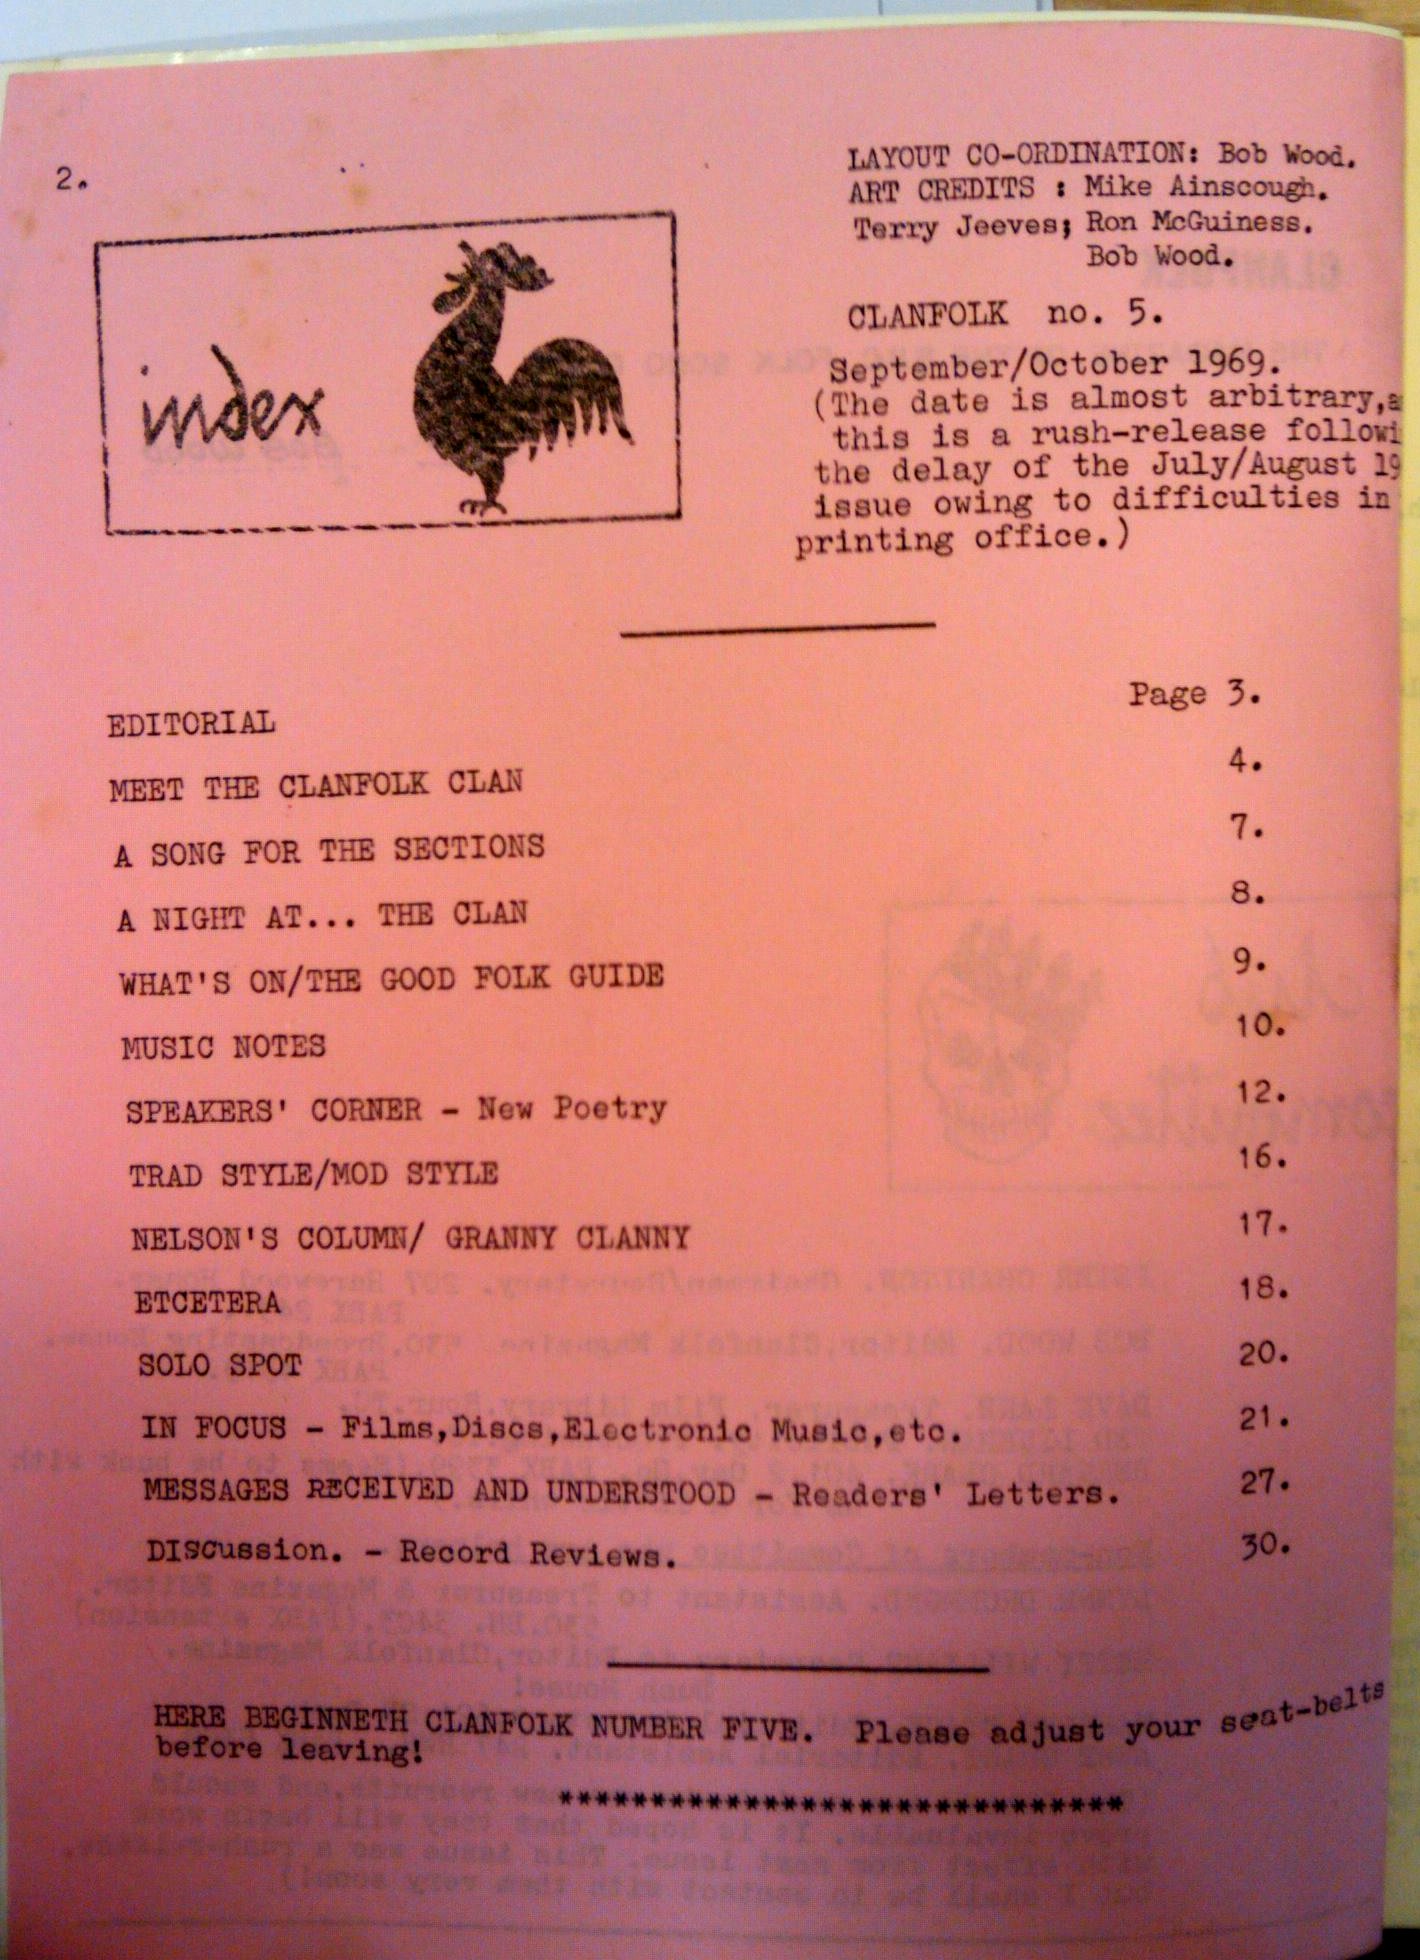 2.
LAYOUT CO-ORDINATION: Bob Wood.
ART CREDITS : Mike Ainscough.
Terry Jeeves; Ron McGuiness.
Bob Wood.
index
CLANFOLK no. 5.
September/October 1969.
(The date is almost arbitrary,
this is a rush-release followi
the delay of the July/August 19
issue owing to difficulties in
printing office.)
EDITORIAL Page 3.
MEET THE CLANFOLK CLAN 4.
A SONG FOR THE SECTIONS 7.
A NIGHT AT... THE CLAN 8.
WHAT'S ON/THE GOOD FOLK GUIDE 9.
MUSIC NOTES 10.
SPEAKERS' CORNER - New Poetry 12.
TRAD STYLE/MOD STYLE 16.
NELSON'S COLUMN/ GRANNY CLANNY 17.
ETCETERA 18.
SOLO SPOT 20.
IN FOCUS - Films,Discs,Electronic Music,etc. 21.
MESSAGES RECEIVED AND UNDERSTOOD - Readers' Letters. 27.
DIScussion. - Record Reviews. 30.
HERE BEGINNETH CLANFOLK NUMBER FIVE. Please adjust your seat-belts
before leaving!
*******************************